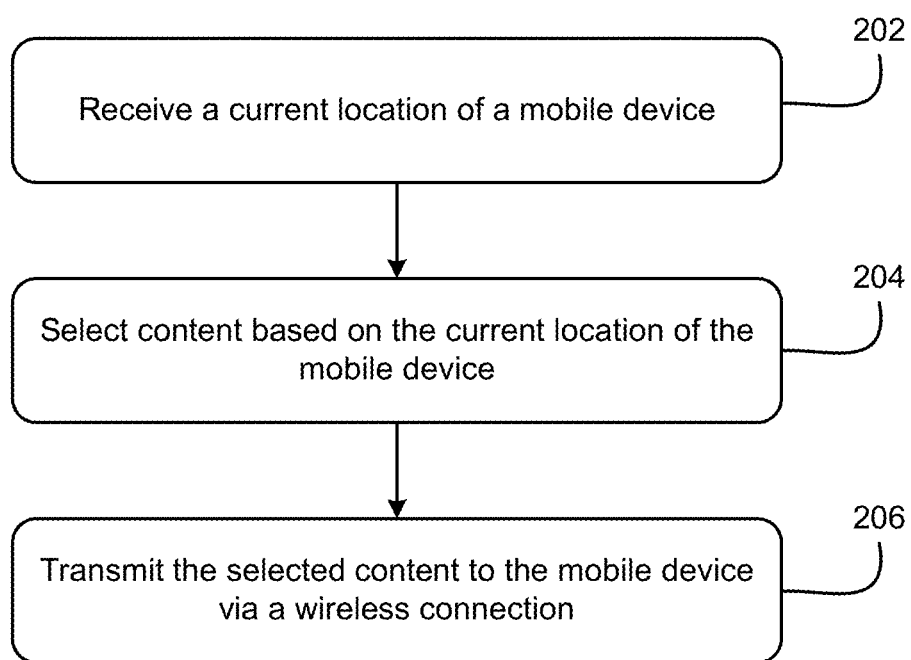 202
Receive a current location of a mobile device
204
Select content based on the current location of the
mobile device
206
Transmit the selected content to the mobile device
via a wireless connection